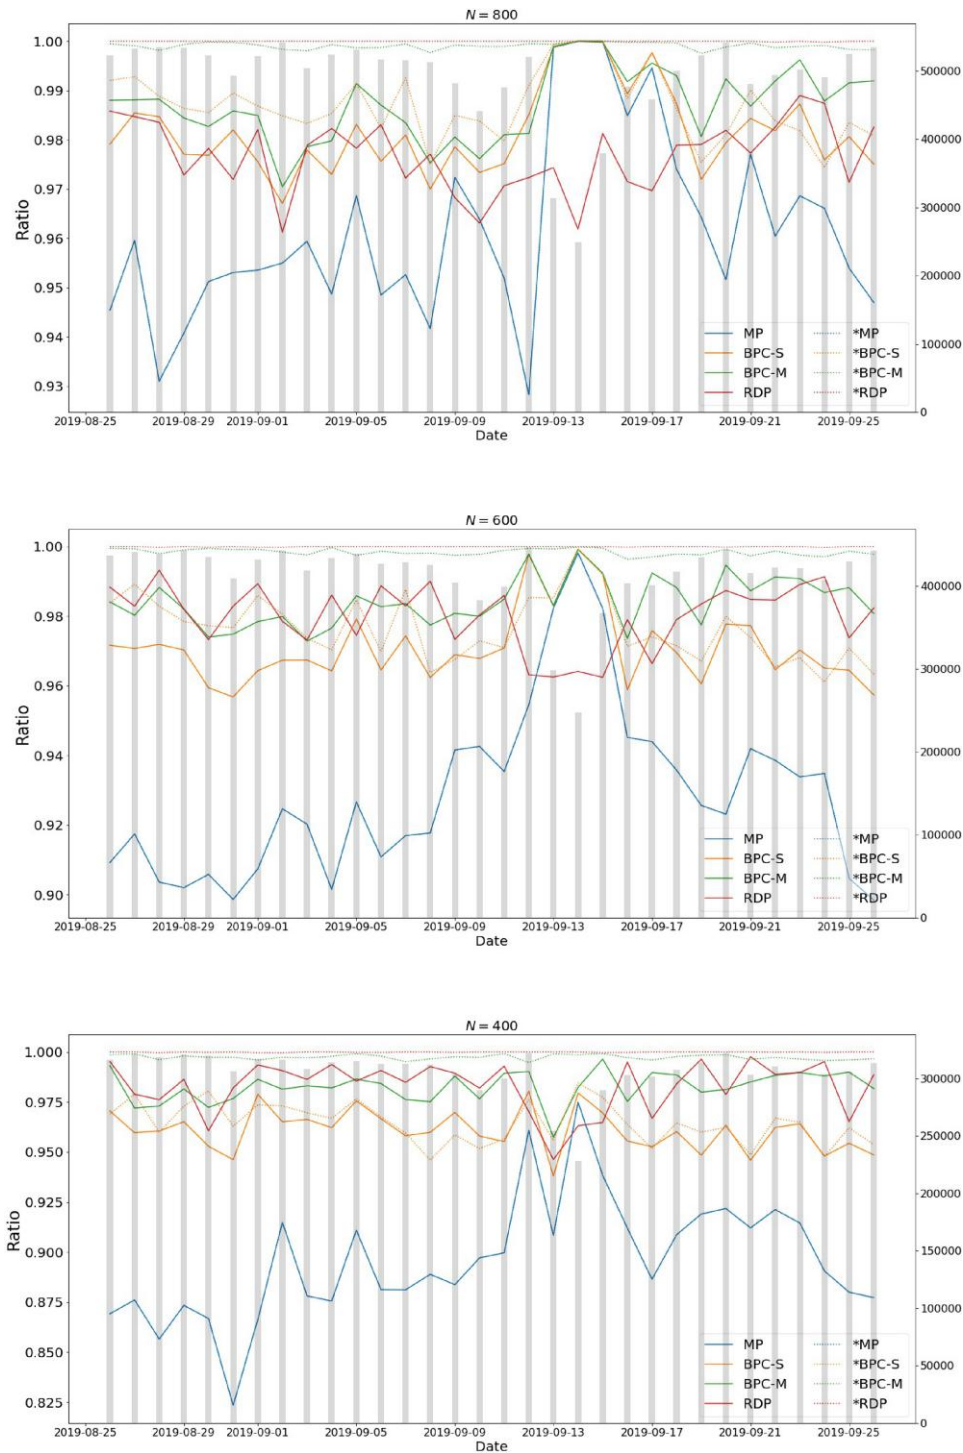 N = 800
1.00
0.99
0.98
0.97
0.96
0.95
0.94
0.93
Ratio
500000
400000
300000
200000
100000
0
MP
BPC-S
BPC-M
RDP
*MP
*BPC-S
*BPC-M
*RDP
2019-08-25
2019-08-29
2019-09-01
2019-09-05
2019-09-09
2019-09-13
2019-09-17
2019-09-21
2019-09-25
Date
N = 600
1.00
0.98
0.96
0.94
0.92
0.90
Ratio
400000
300000
200000
100000
0
MP
BPC-S
BPC-M
RDP
*MP
*BPC-S
*BPC-M
*RDP
2019-08-25
2019-08-29
2019-09-01
2019-09-05
2019-09-09
2019-09-13
2019-09-17
2019-09-21
2019-09-25
Date
N = 400
1.000
0.975
0.950
0.925
0.900
0.875
0.850
0.825
Ratio
300000
250000
200000
150000
100000
50000
0
MP
BPC-S
BPC-M
RDP
*MP
*BPC-S
*BPC-M
*RDP
2019-08-25
2019-08-29
2019-09-01
2019-09-05
2019-09-09
2019-09-13
2019-09-17
2019-09-21
2019-09-25
Date